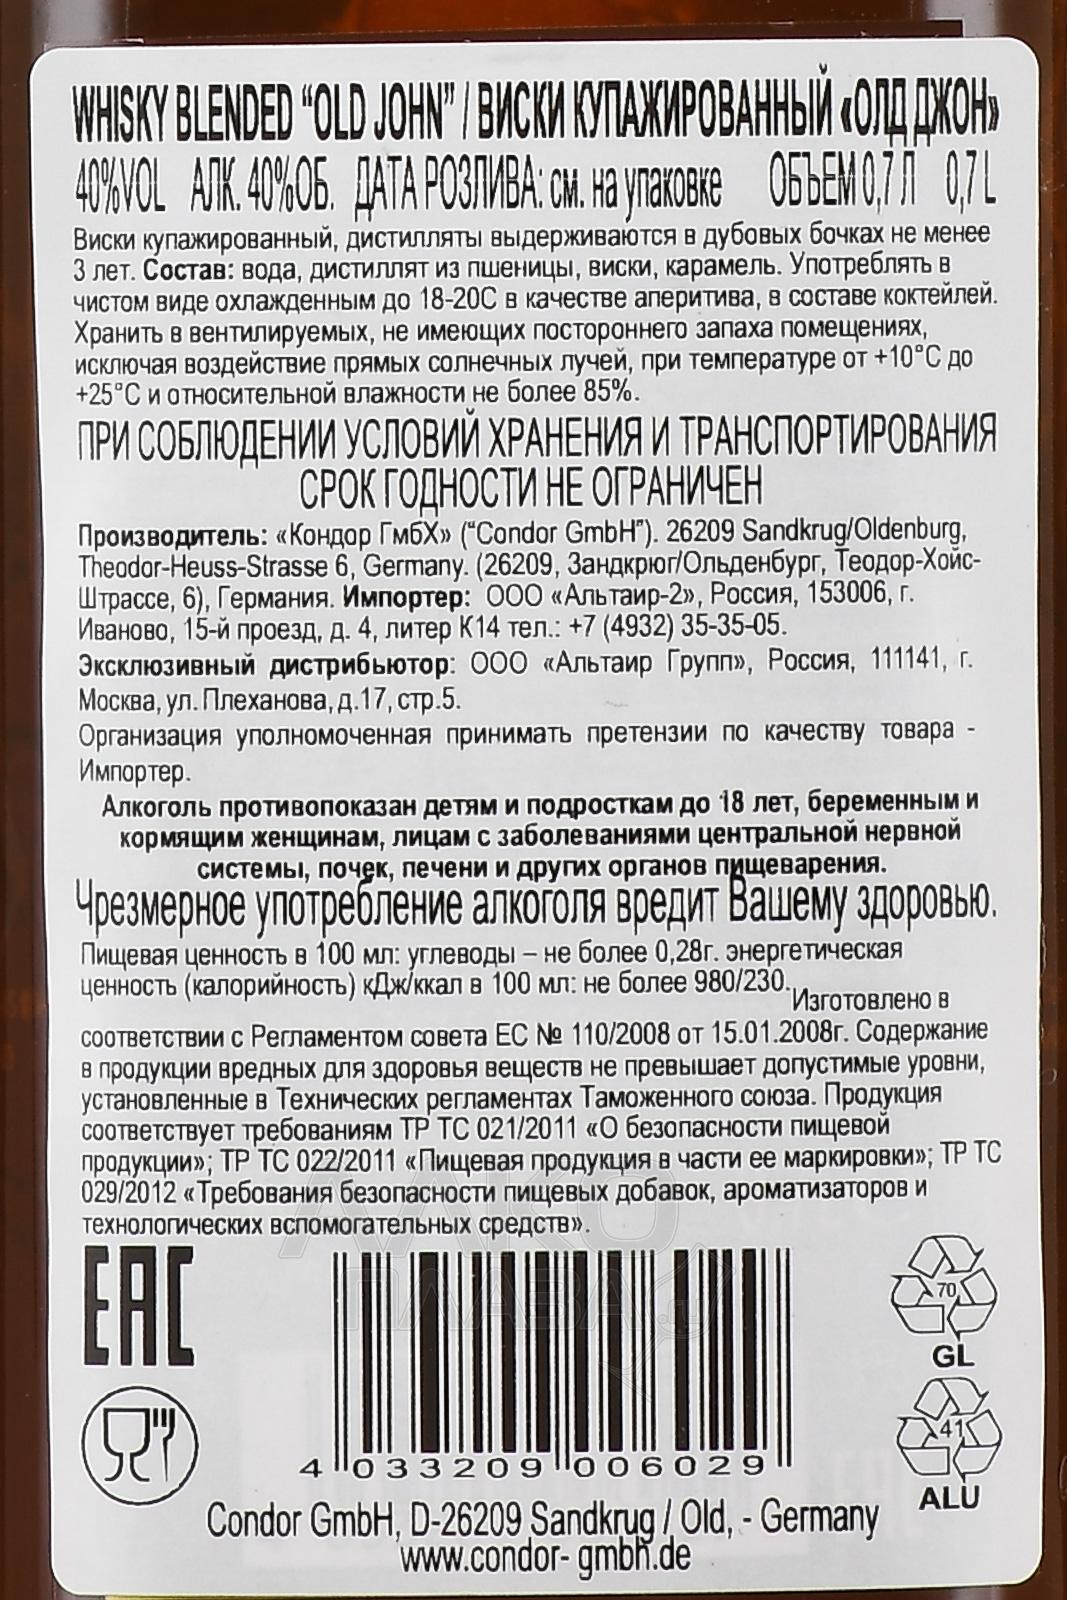 WHISKY BLENDED “OLD JOHN” / ВИСКИ КУПАЖИРОВАННЫЙ «ОЛД ДЖОН»
40%VOL АЛК. 40%ОБ. ДАТА РОЗЛИВА: см. на упаковке ОБЪЕМ 0,7 Л 0,7 L
Виски купажированный, дистилляты выдерживаются в дубовых бочках не менее
3 лет. Состав: вода, дистиллят из пшеницы, виски, карамель. Употреблять в
чистом виде охлажденным до 18-20С в качестве аперитива, в составе коктейлей.
Хранить в вентилируемых, не имеющих постороннего запаха помещениях,
исключая воздействие прямых солнечных лучей, при температуре от +10°С до
+25°С и относительной влажности не более 85%.
ПРИ СОБЛЮДЕНИИ УСЛОВИЙ ХРАНЕНИЯ И ТРАНСПОРТИРОВАНИЯ
СРОК ГОДНОСТИ НЕ ОГРАНИЧЕН
Производитель: «Кондор ГмбХ» (“Condor GmbH”). 26209 Sandkrug/Oldenburg,
Theodor-Heuss-Strasse 6, Germany. (26209, Зандкрюг/Ольденбург, Теодор-Хойс-
Штрассе, 6), Германия. Импортер: ООО «Альтаир-2», Россия, 153006, г.
Иваново, 15-й проезд, д. 4, литер К14 тел.: +7 (4932) 35-35-05.
Эксклюзивный дистрибьютор: ООО «Альтаир Групп», Россия, 111141, г.
Москва, ул. Плеханова, д.17, стр.5.
Организация уполномоченная принимать претензии по качеству товара -
Импортер.
Алкоголь противопоказан детям и подросткам до 18 лет, беременным и
кормящим женщинам, лицам с заболеваниями центральной нервной
системы, почек, печени и других органов пищеварения.
Чрезмерное употребление алкоголя вредит Вашему здоровью.
Пищевая ценность в 100 мл: углеводы – не более 0,28г. энергетическая
ценность (калорийность) кДж/ккал в 100 мл: не более 980/230.
Изготовлено в
соответствии с Регламентом совета ЕС № 110/2008 от 15.01.2008г. Содержание
в продукции вредных для здоровья веществ не превышает допустимые уровни,
установленные в Технических регламентах Таможенного союза. Продукция
соответствует требованиям ТР ТС 021/2011 «О безопасности пищевой
продукции»; ТР ТС 022/2011 «Пищевая продукция в части ее маркировки»; ТР ТС
029/2012 «Требования безопасности пищевых добавок, ароматизаторов и
технологических вспомогательных средств».
АЛКО
ПЛАВА.ru
EAC
70
GL
41
ALU
4 033209 006029
Condor GmbH, D-26209 Sandkrug / Old, - Germany
www.condor- gmbh.de